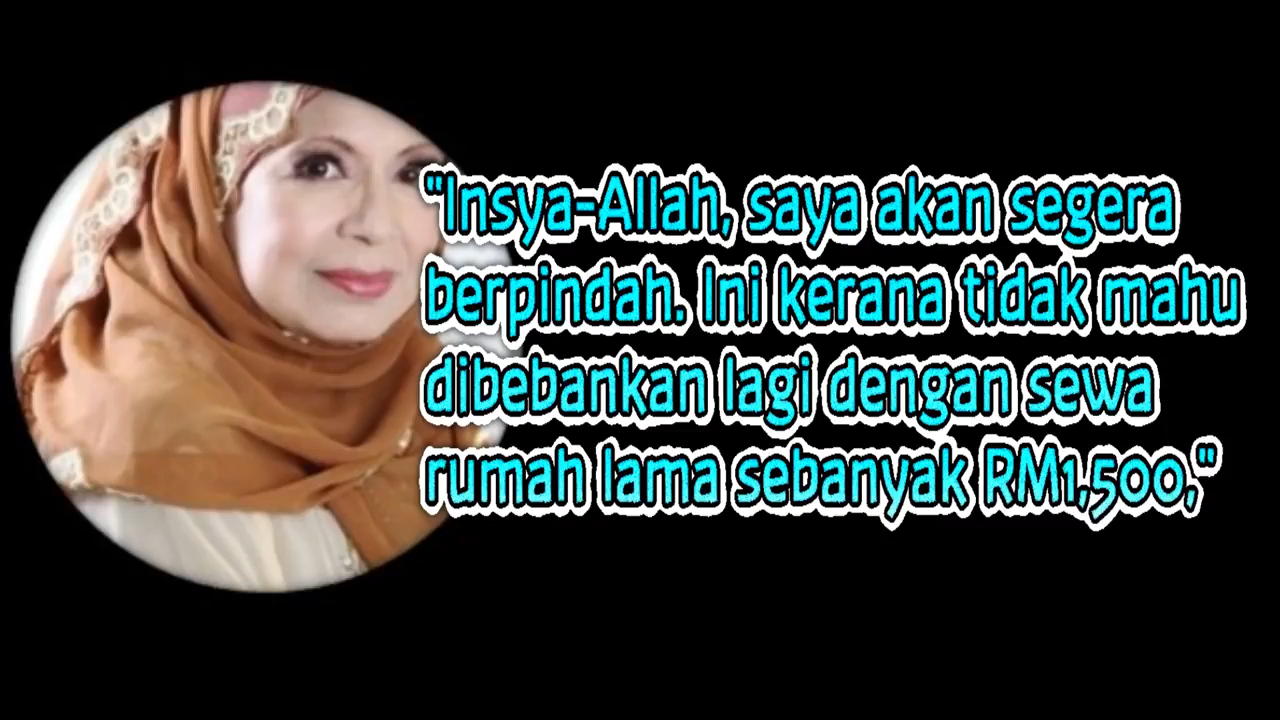 "Insya-Allah, saya akan segera
berpindah. Ini kerana tidak mahu
dibebankan lagi dengan sewa
rumah lama sebanyak RM1,500,"